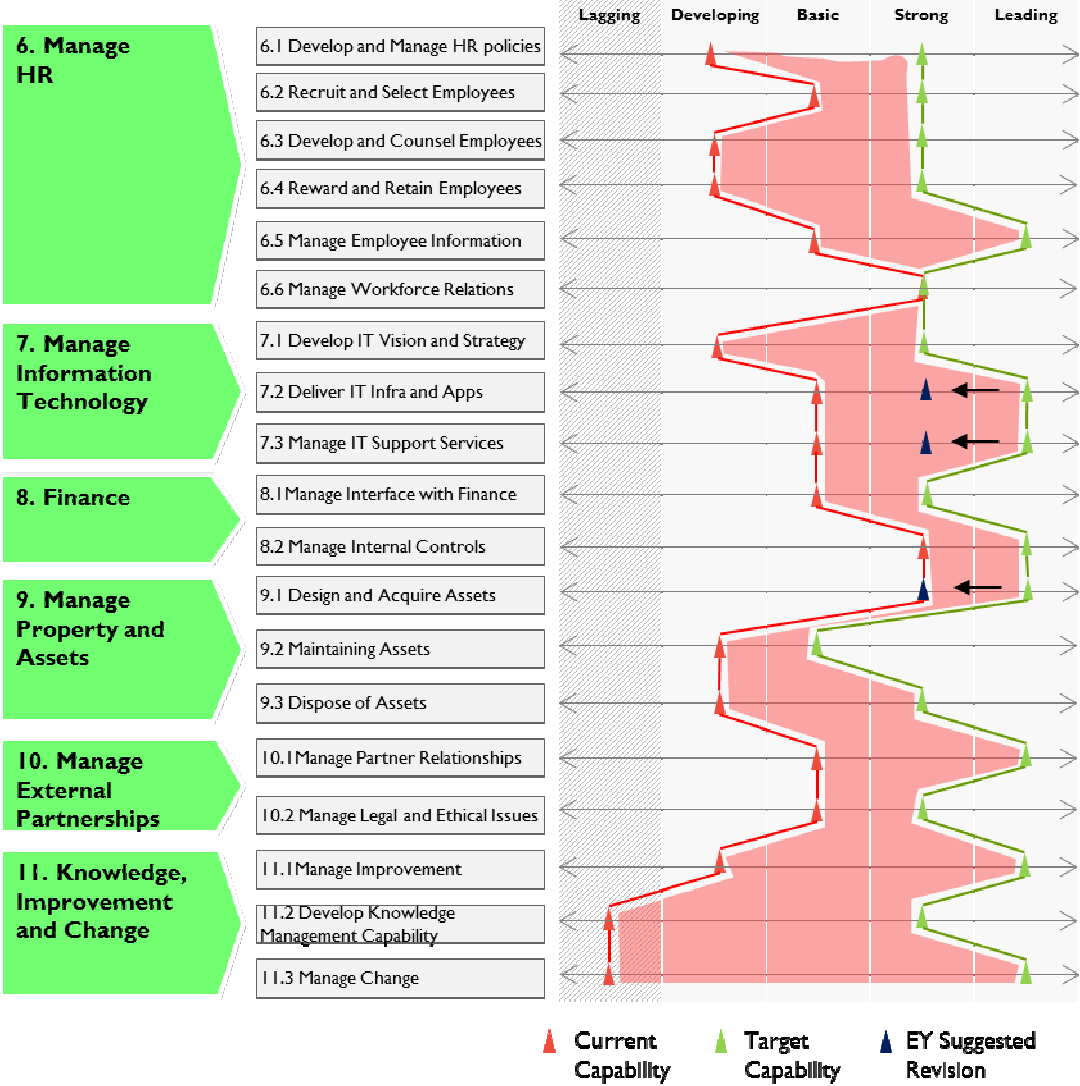 Lagging Developing Basic Strong Leading
6. Manage
HR
6.1 Develop and Manage HR policies
6.2 Recruit and Select Employees
6.3 Develop and Counsel Employees
6.4 Reward and Retain Employees
6.5 Manage Employee Information
6.6 Manage Workforce Relations
7. Manage
Information
Technology
7.1 Develop IT Vision and Strategy
7.2 Deliver IT Infra and Apps
7.3 Manage IT Support Services
8. Finance
8.1Manage Interface with Finance
8.2 Manage Internal Controls
9. Manage
Property and
Assets
9.1 Design and Acquire Assets
9.2 Maintaining Assets
9.3 Dispose of Assets
10. Manage
External
Partnerships
10.1Manage Partner Relationships
10.2 Manage Legal and Ethical Issues
11. Knowledge,
Improvement
and Change
11.1Manage Improvement
11.2 Develop Knowledge
Management Capability
11.3 Manage Change
Current
Capability
Target
Capability
EY Suggested
Revision